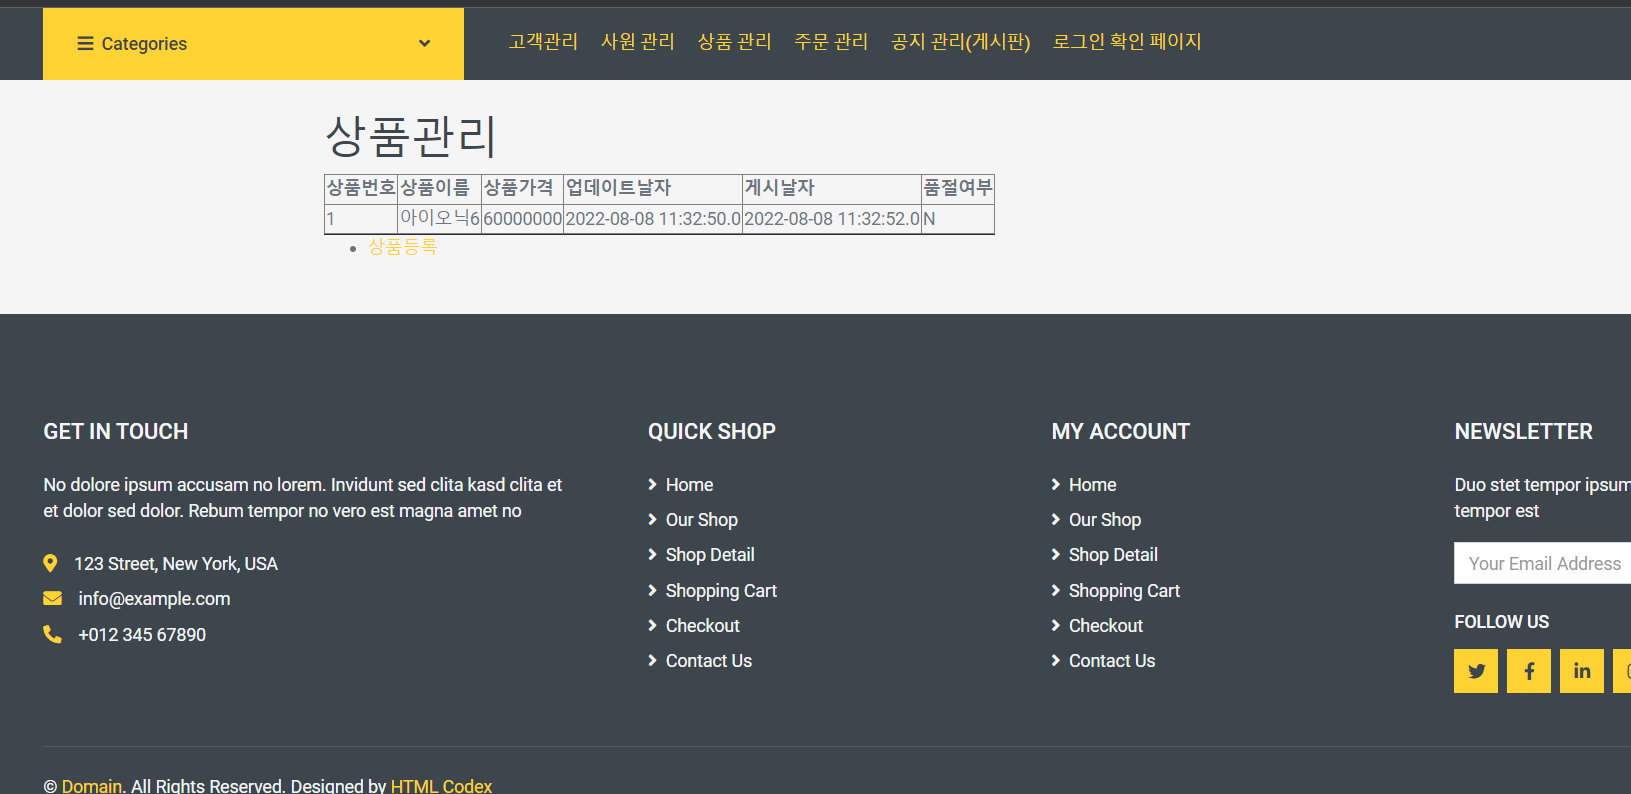 Categories
고객관리 사원 관리 상품 관리 주문 관리 공지 관리(게시판) 로그인 확인 페이지
상품관리
상품번호 상품이름 상품가격 업데이트날자 게시날자 품절여부
1 아이오닉6 60000000 2022-08-08 11:32:50.0 2022-08-08 11:32:52.0 N
상품등록
GET IN TOUCH
No dolore ipsum accusam no lorem. Invidunt sed clita kasd clita et
et dolor sed dolor. Rebum tempor no vero est magna amet no
123 Street, New York, USA
info@example.com
+012 345 67890
QUICK SHOP
Home
Our Shop
Shop Detail
Shopping Cart
Checkout
Contact Us
MY ACCOUNT
Home
Our Shop
Shop Detail
Shopping Cart
Checkout
Contact Us
NEWSLETTER
Duo stet tempor ipsum
tempor est
Your Email Address
FOLLOW US
© Domain. All Rights Reserved. Designed by HTML Codex